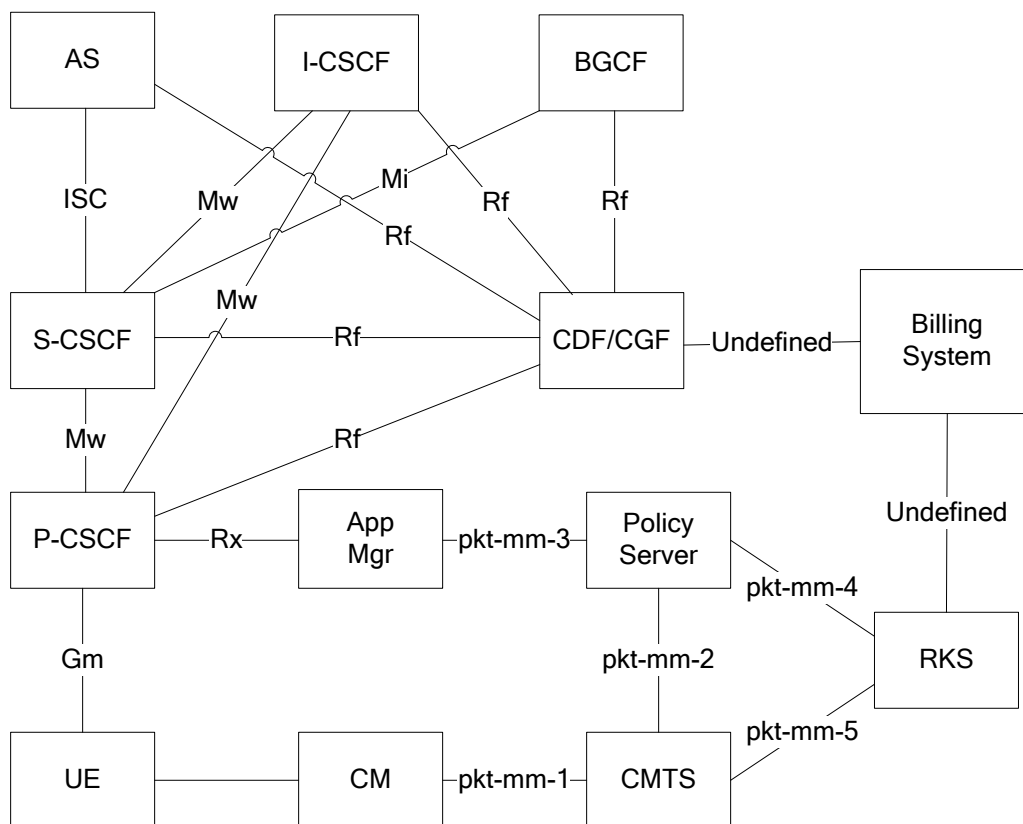 AS
I-CSCF
BGCF
ISC
Mw
Mi
Rf
Rf
Rf
Mw
S-CSCF
Rf
CDF/CGF
Undefined
Billing
System
Mw
Rf
Undefined
P-CSCF
Rx
App
Mgr
pkt-mm-3
Policy
Server
pkt-mm-4
Gm
pkt-mm-2
RKS
pkt-mm-5
UE
CM
pkt-mm-1
CMTS